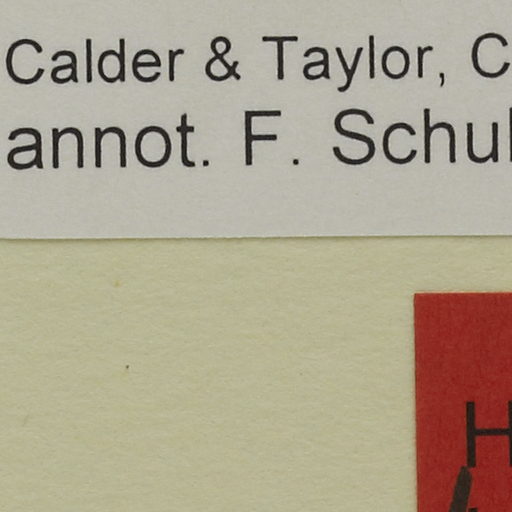 Calder & Taylor, C
annot. F. Schul
H